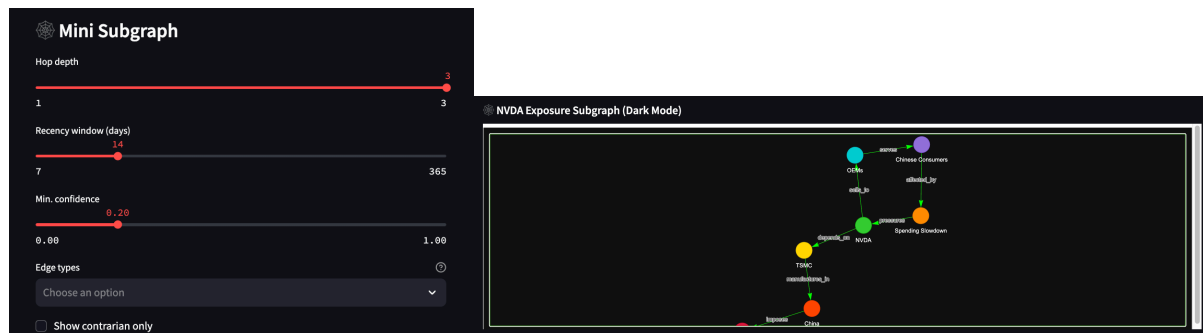 Mini Subgraph
Hop depth
3
1
3
Recency window (days)
14
7
365
Min. confidence
0.20
0.00
1.00
Edge types
Choose an option
Show contrarian only
NVDA Exposure Subgraph (Dark Mode)
serves
Chinese Consumers
OEMs
affected_by
sells_to
pressures
Spending Slowdown
NVDA
depends_on
TSMC
manufactures_in
China
imposes